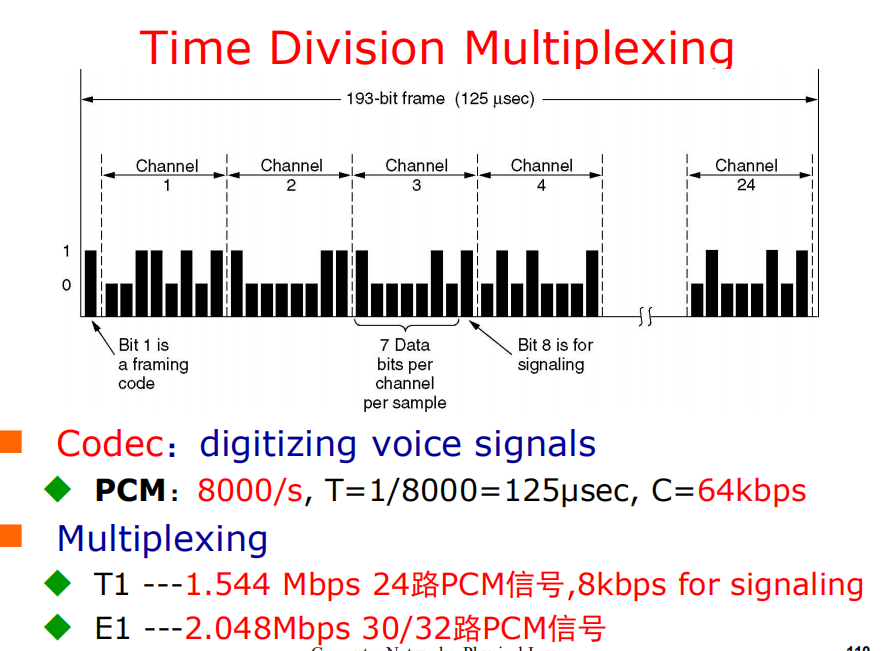 Time Division Multiplexing
193-bit frame (125 μsec)
Channel 1
Channel 2
Channel 3
Channel 4
Channel 24
1
0
Bit 1 is
a framing
code
7 Data
bits per
channel
per sample
Bit 8 is for
signaling
Codec：digitizing voice signals
PCM：8000/s, T=1/8000=125μsec, C=64kbps
Multiplexing
T1 ---1.544 Mbps 24路PCM信号,8kbps for signaling
E1 ---2.048Mbps 30/32路PCM信号